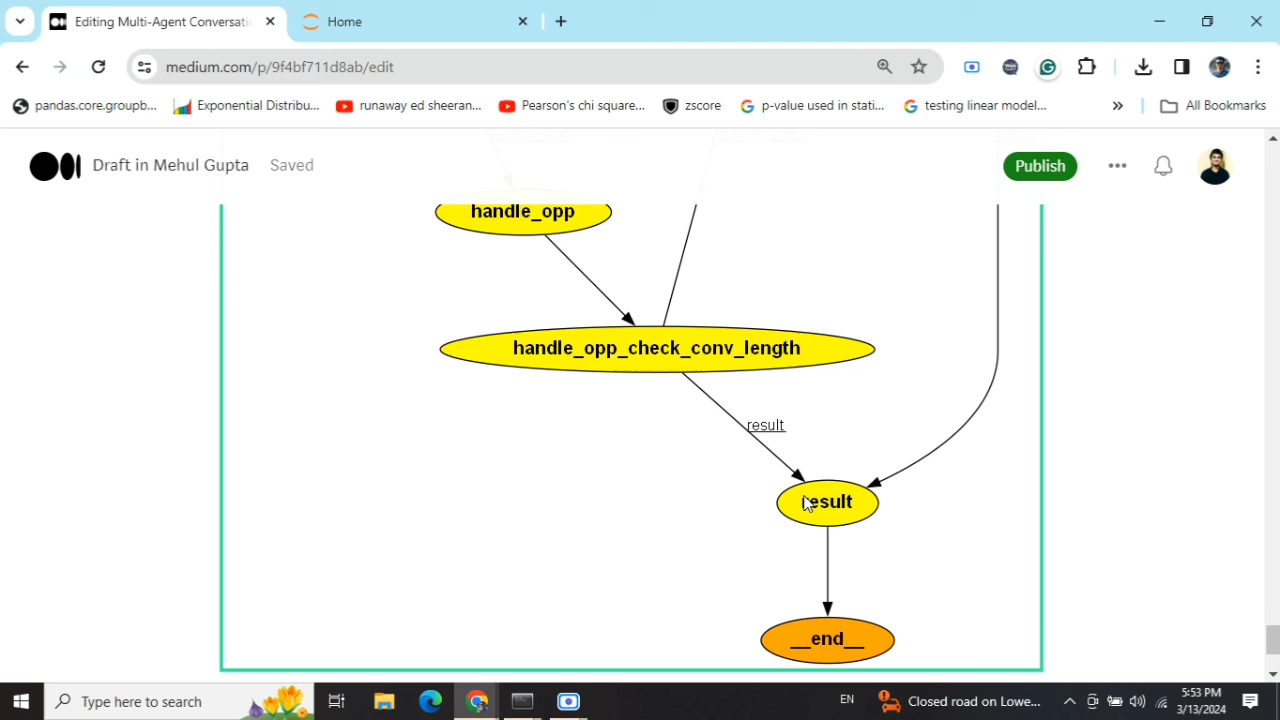 Editing Multi-Agent Conversati
Home
medium.com/p/9f4bf711d8ab/edit
pandas.core.groupb...
Exponential Distribu...
runaway ed sheeran...
Pearson's chi square...
zscore
p-value used in stati...
testing linear model...
All Bookmarks
Draft in Mehul Gupta
Saved
Publish
handle_opp
handle_opp_check_conv_length
result
result
__end__
Type here to search
EN
Closed road on Lowe...
5:53 PM
3/13/2024